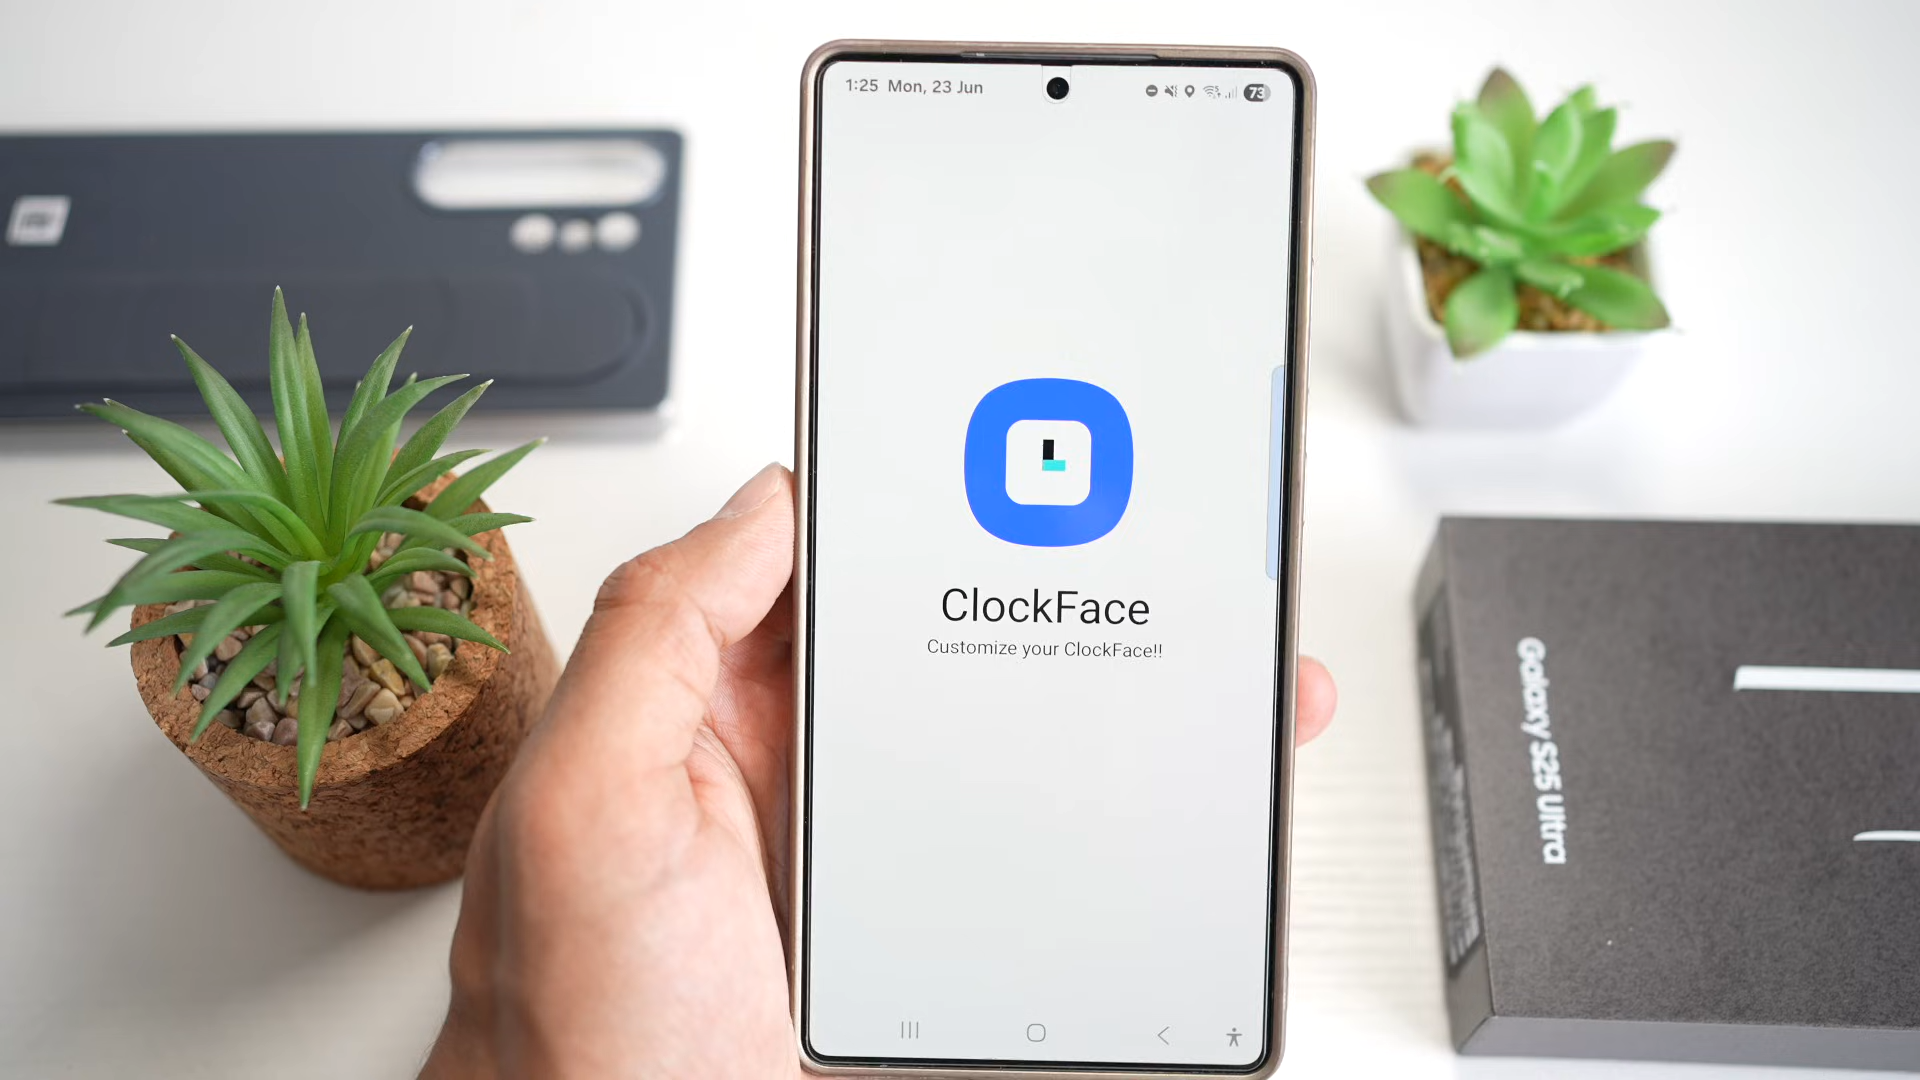 1:25 Mon, 23 Jun
73
ClockFace
Customize your ClockFace!!
Galaxy S25 Ultra